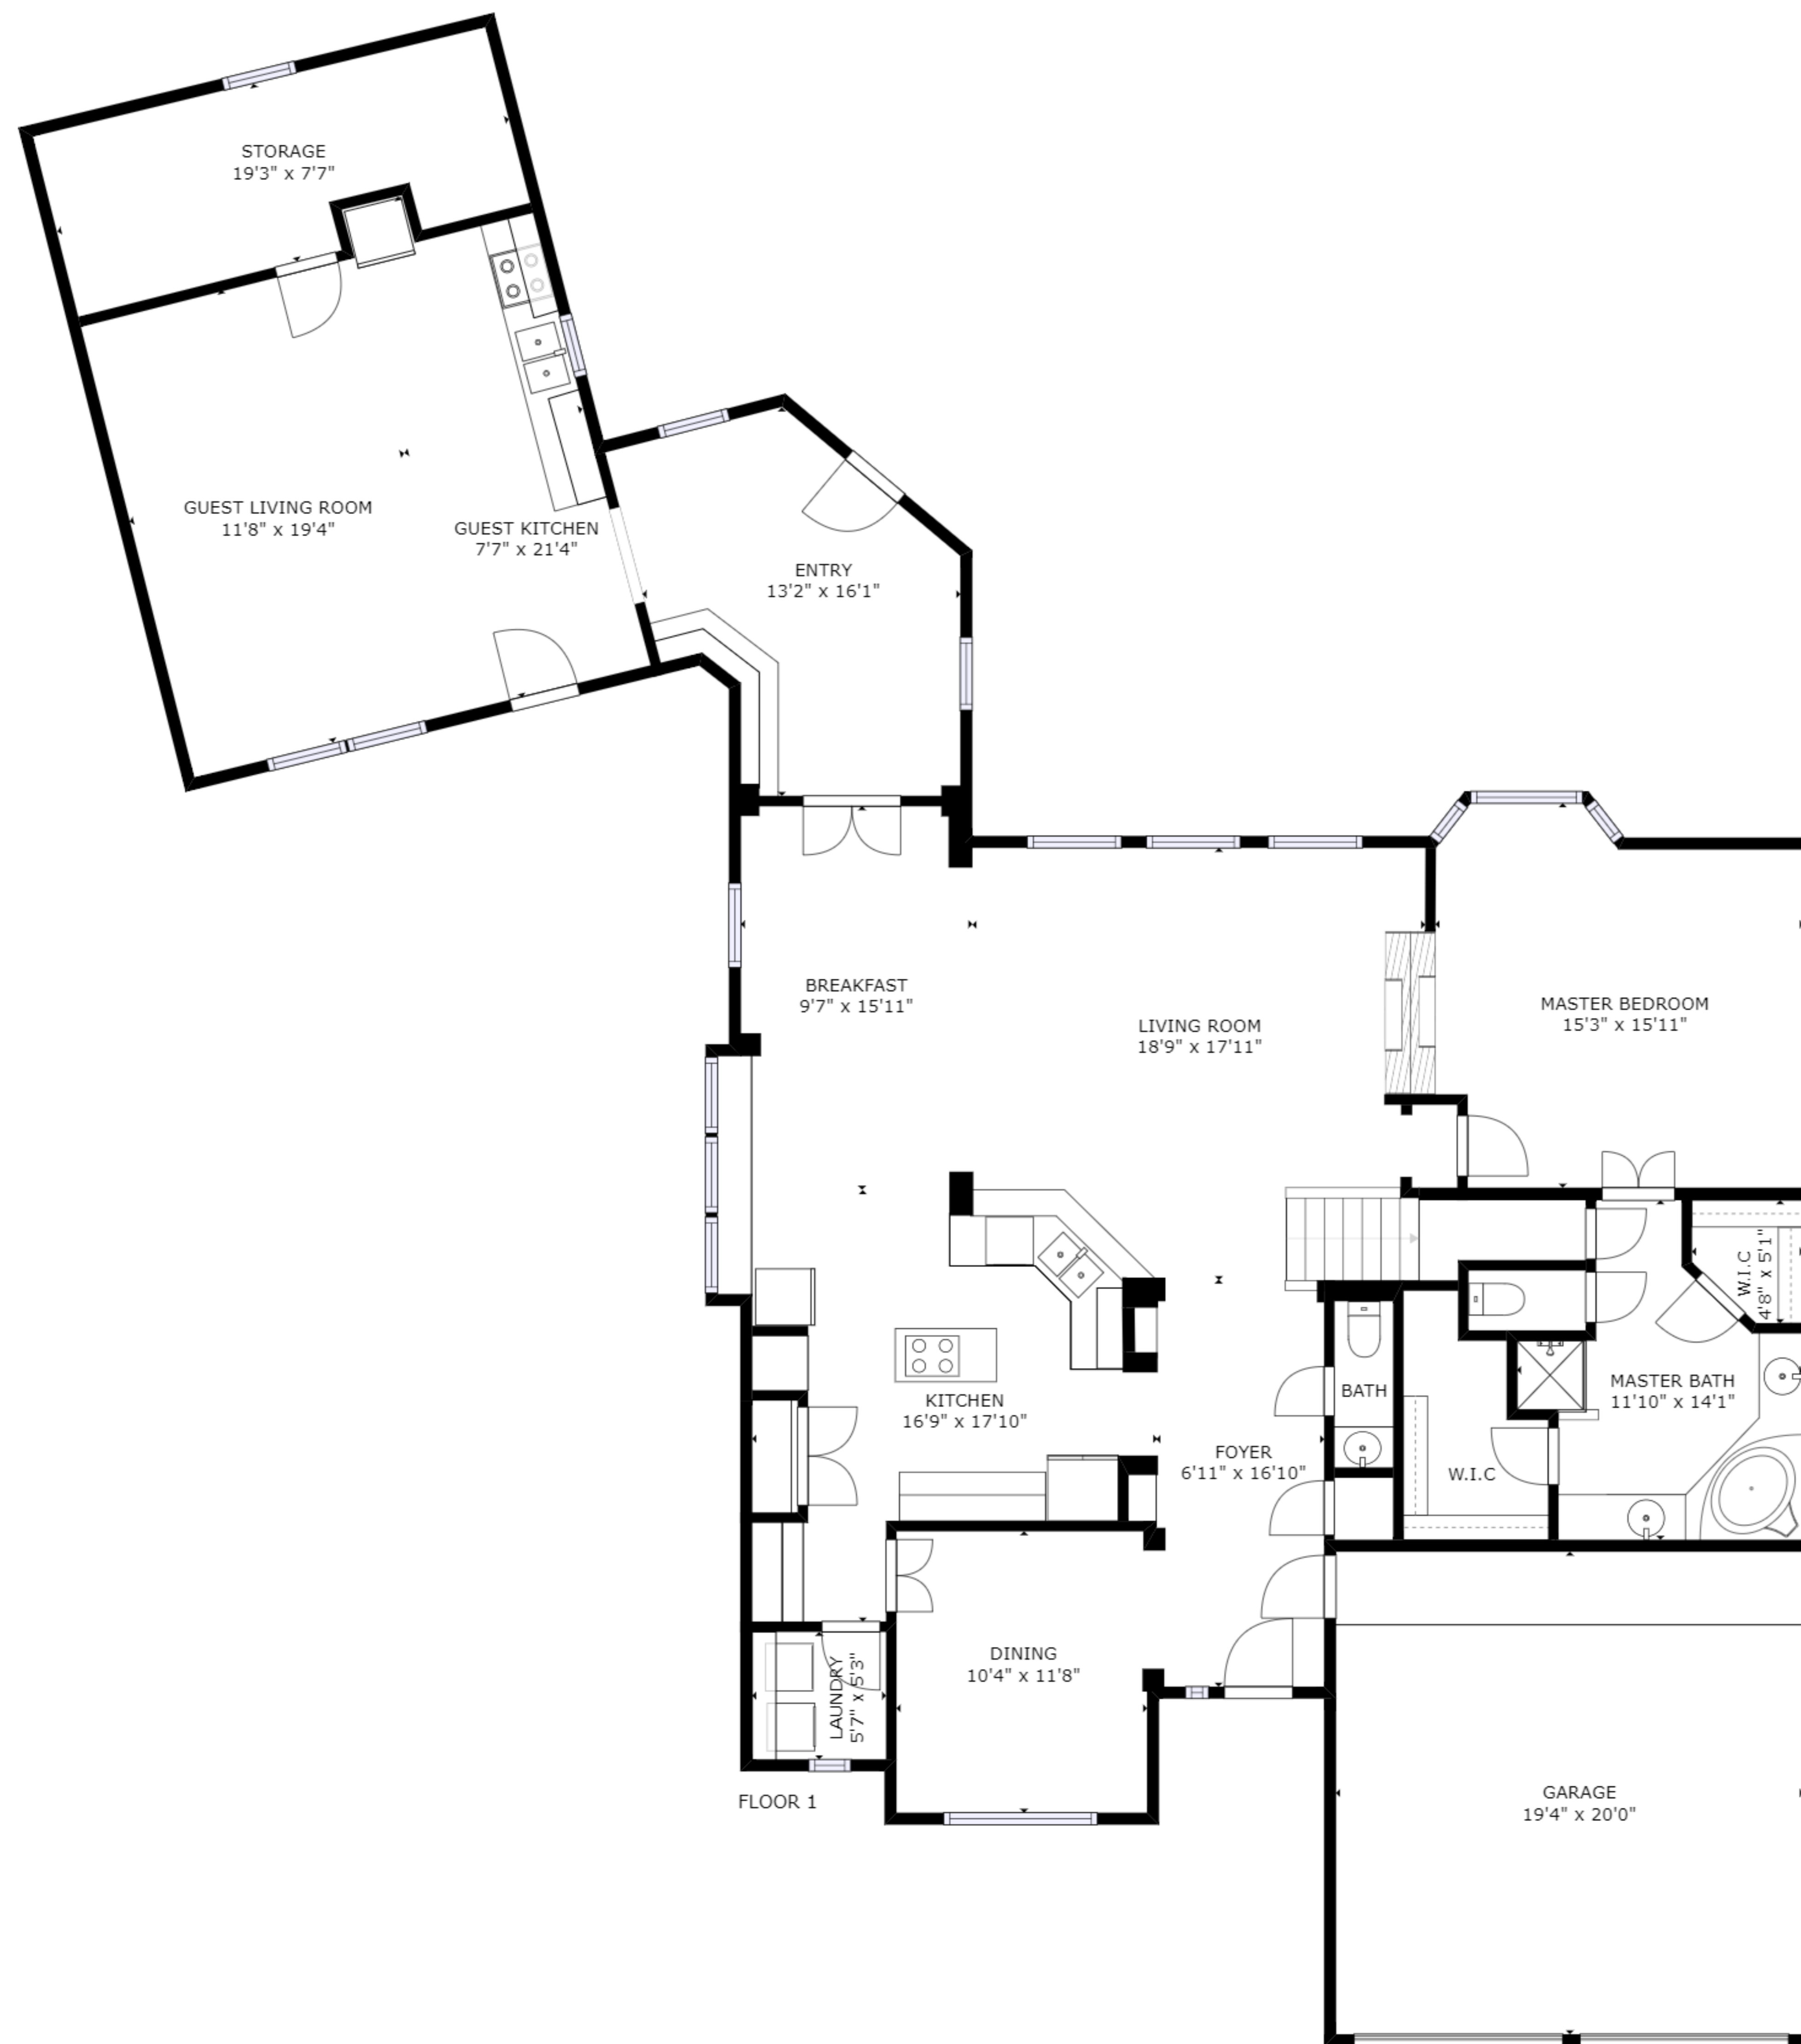 STORAGE
19'3" x 7'7"
GUEST LIVING ROOM
11'8" x 19'4"
GUEST KITCHEN
7'7" x 21'4"
ENTRY
13'2" x 16'1"
BREAKFAST
9'7" x 15'11"
LIVING ROOM
18'9" x 17'11"
MASTER BEDROOM
15'3" x 15'11"
W.I.C
4'8" x 5'1"
KITCHEN
16'9" x 17'10"
BATH
MASTER BATH
11'10" x 14'1"
FOYER
6'11" x 16'10"
W.I.C
DINING
10'4" x 11'8"
LAUNDRY
5'7" x 5'3"
FLOOR 1
GARAGE
19'4" x 20'0"